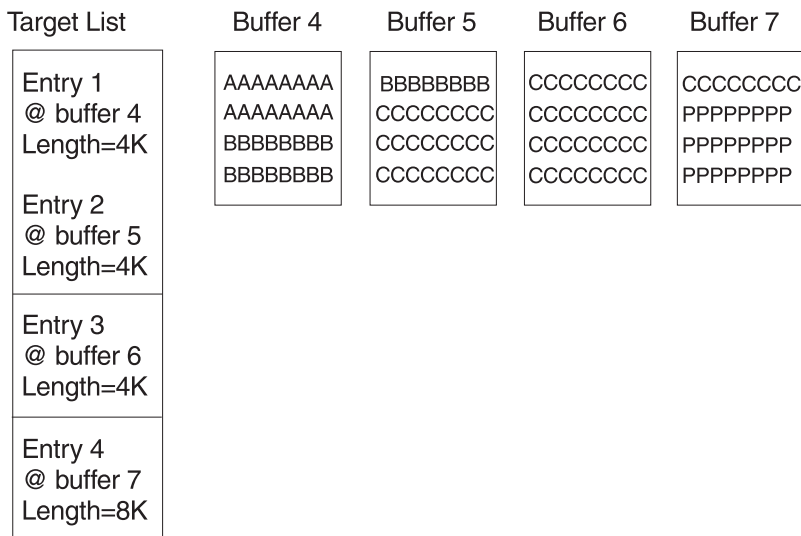 Target List
Entry 1
@ buffer 4
Length=4K
Entry 2
@ buffer 5
Length=4K
Entry 3
@ buffer 6
Length=4K
Entry 4
@ buffer 7
Length=8K
Buffer 4
AAAAAAAA
AAAAAAAA
BBBBBBBB
BBBBBBBB
Buffer 5
BBBBBBBB
CCCCCCCC
CCCCCCCC
CCCCCCCC
Buffer 6
CCCCCCCC
CCCCCCCC
CCCCCCCC
CCCCCCCC
Buffer 7
CCCCCCCC
PPPPPPPP
PPPPPPPP
PPPPPPPP